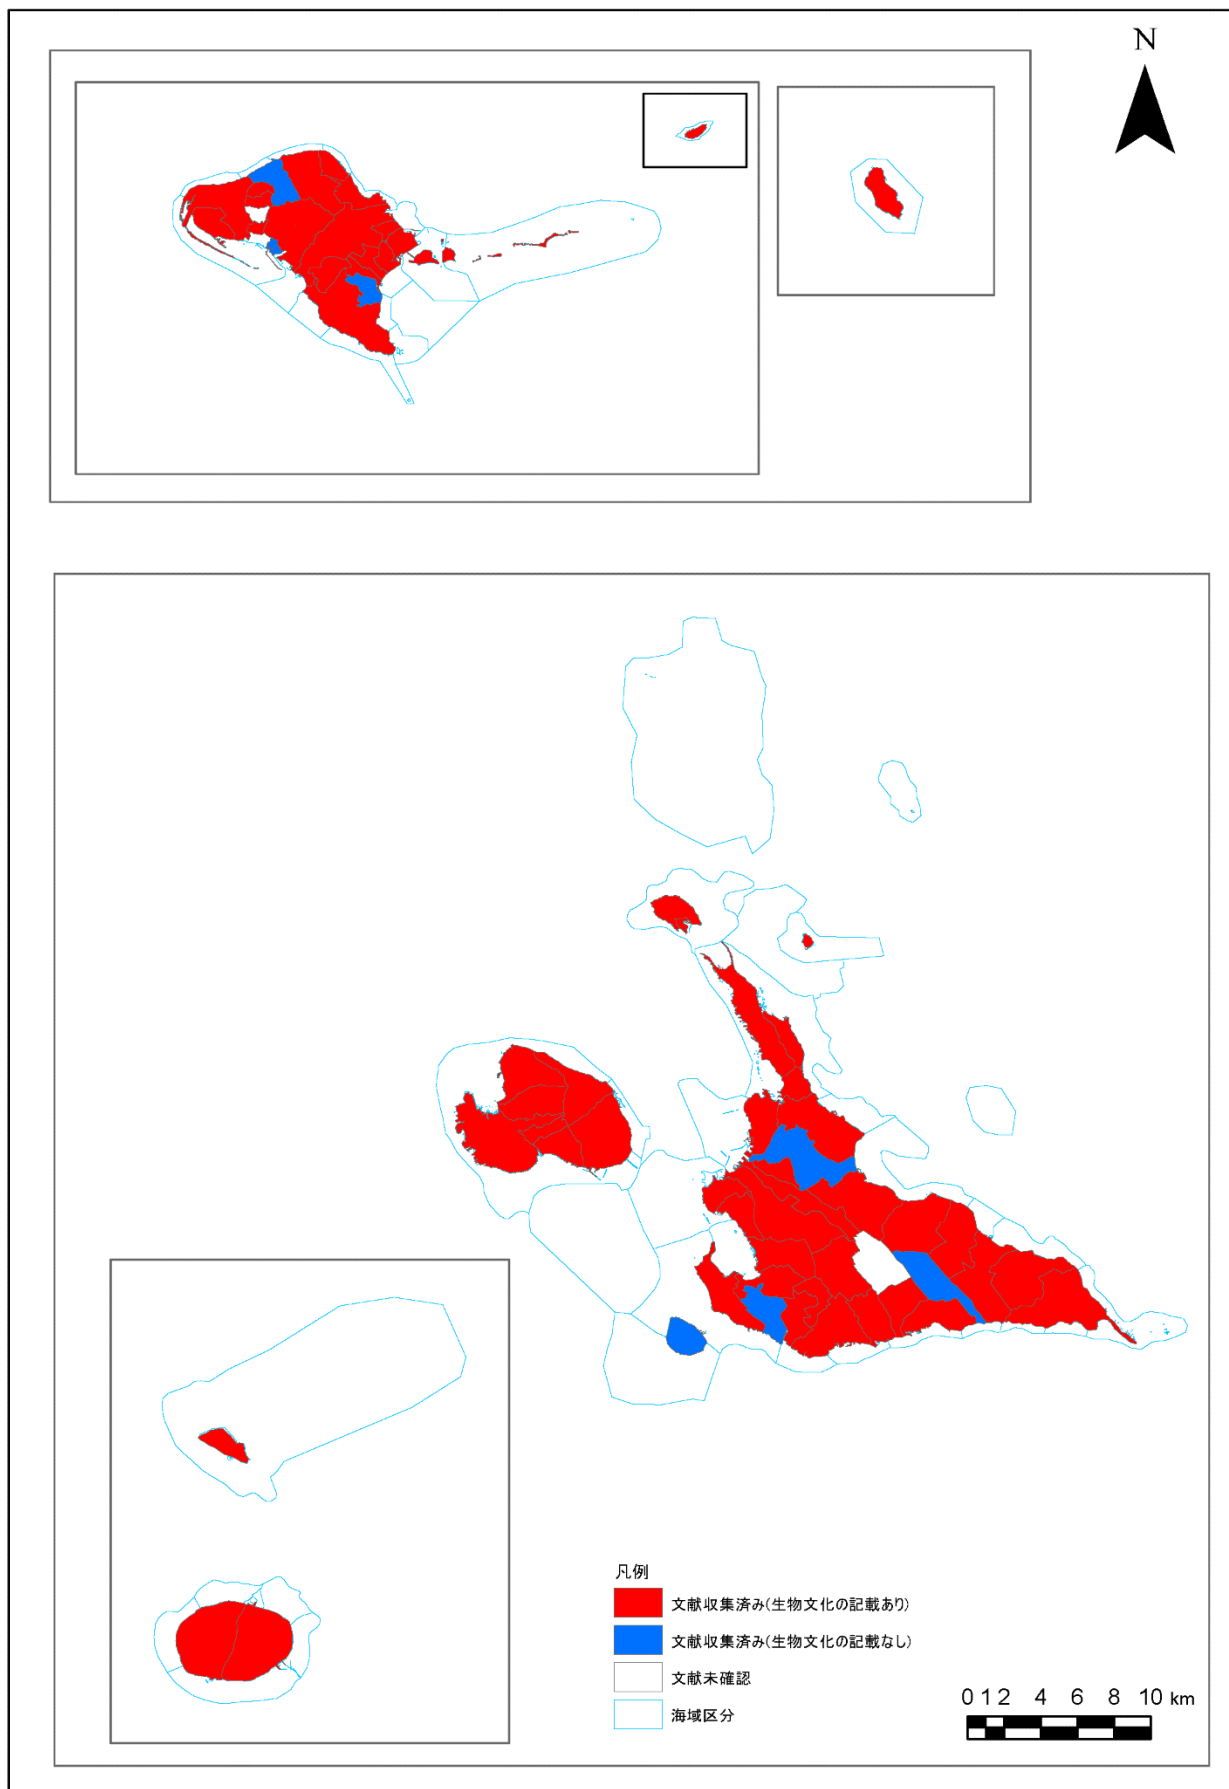 N
凡例
文献収集済み(生物文化の記載あり)
文献収集済み(生物文化の記載なし)
文献未確認
海域区分
0 1 2 4 6 8 10 km